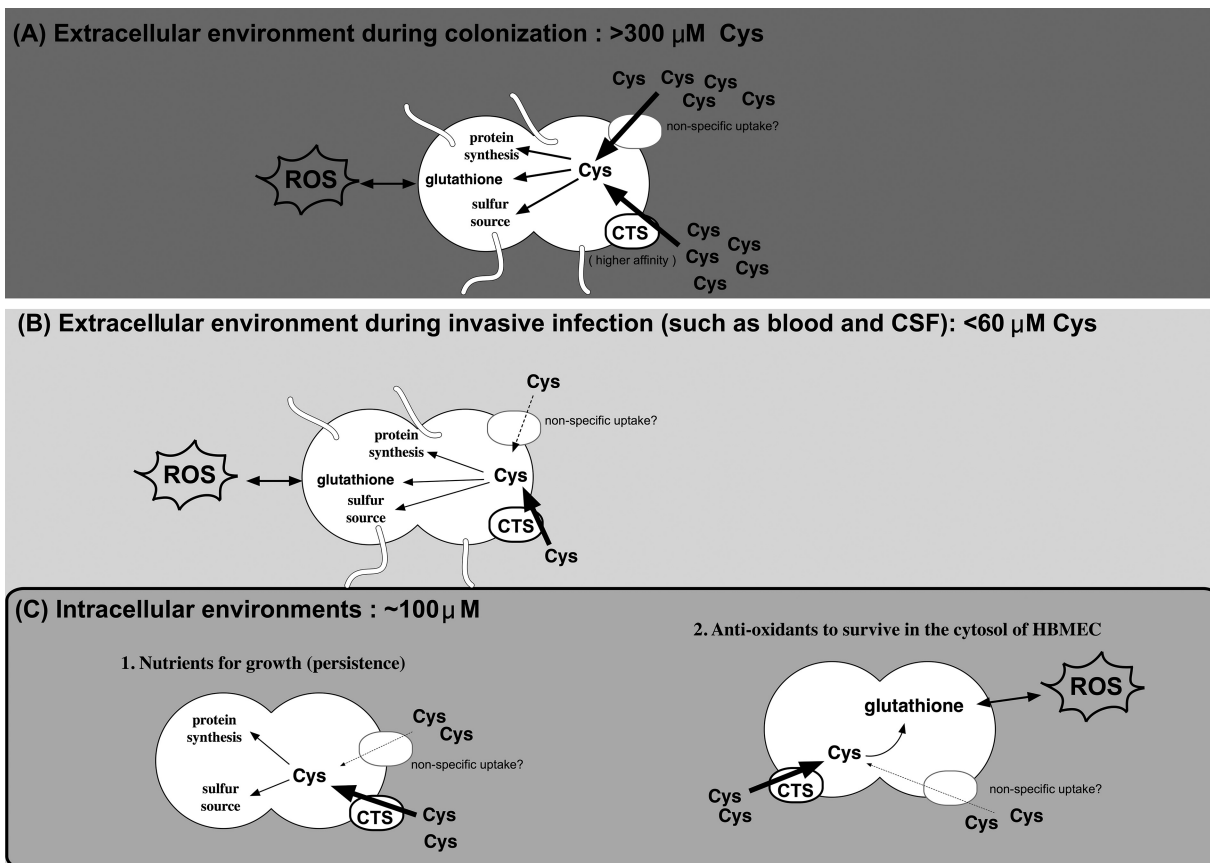 (A) Extracellular environment during colonization : >300 μM Cys
Cys Cys Cys
Cys Cys
non-specific uptake?
protein
synthesis
Cys
ROS
glutathione
sulfur
source
CTS
( higher affinity )
Cys
Cys
Cys
Cys
Cys
(B) Extracellular environment during invasive infection (such as blood and CSF): <60 μM Cys
Cys
non-specific uptake?
protein
synthesis
ROS
glutathione
Cys
sulfur
source
CTS
Cys
(C) Intracellular environments : ~100μ M
1. Nutrients for growth (persistence)
protein
synthesis
Cys
Cys
non-specific uptake?
Cys
sulfur
source
CTS
Cys
Cys
2. Anti-oxidants to survive in the cytosol of HBMEC
glutathione
ROS
Cys
CTS
Cys
Cys
non-specific uptake?
Cys
Cys